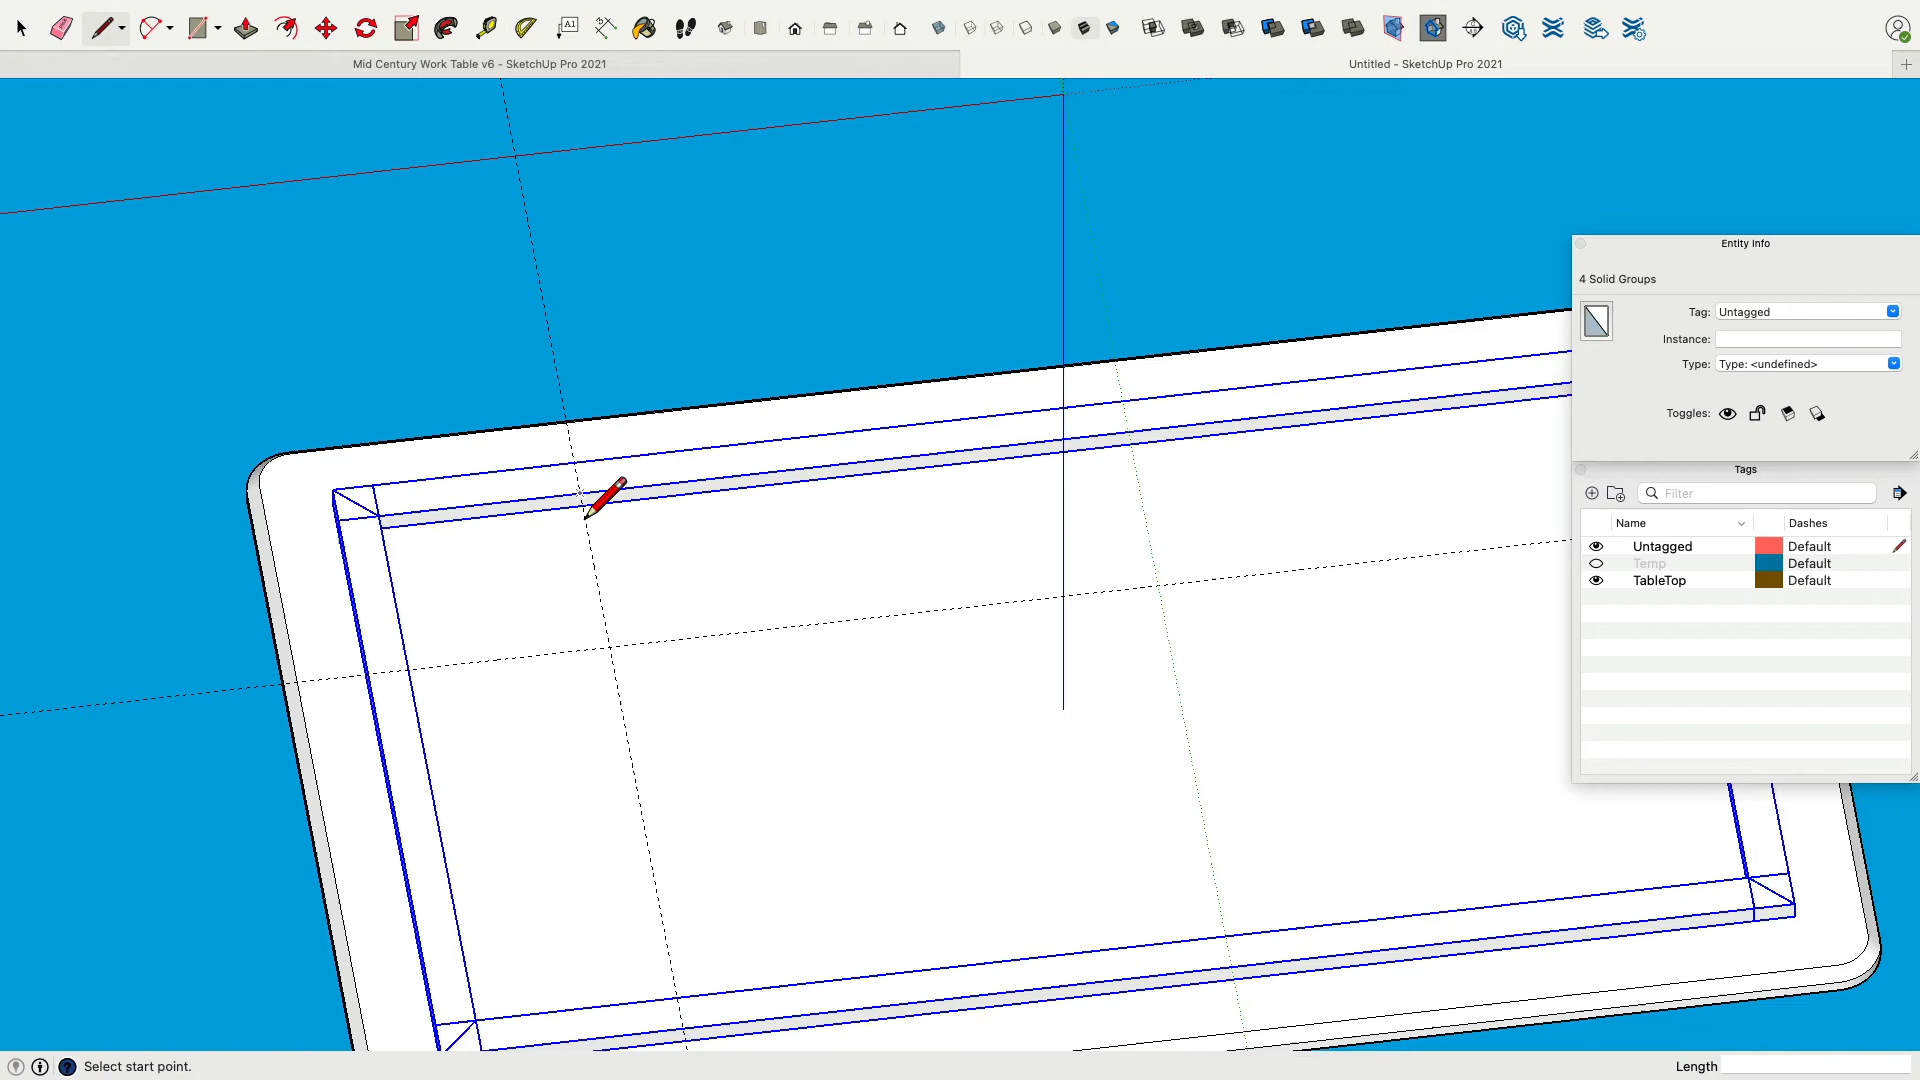 A1
Mid Century Work Table v6 - SketchUp Pro 2021
Untitled - SketchUp Pro 2021
Entity Info
4 Solid Groups
Tag: Untagged
Instance:
Type: Type: <undefined>
Toggles:
Tags
Filter
Name Dashes
Untagged Default
Temp Default
TableTop Default
Select start point.
Length